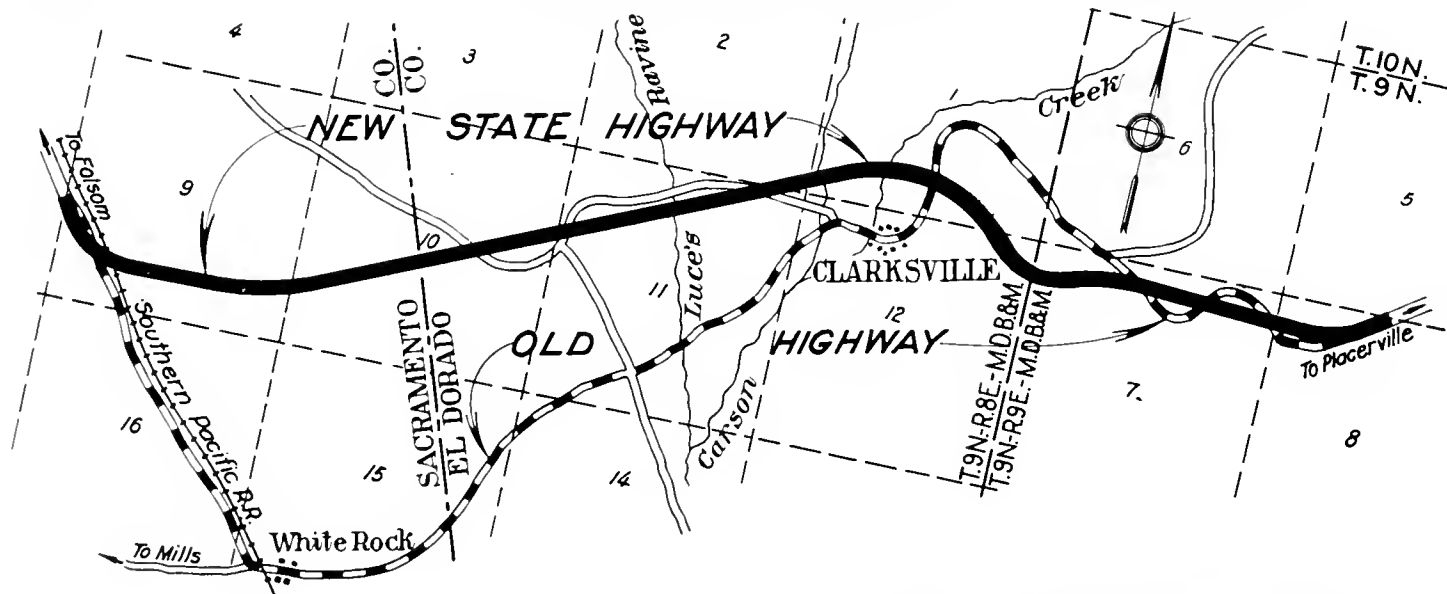 4
3
2
1
T.10N.
T.9N.
CO.
CO.
Ravine
Creek
NEW STATE HIGHWAY
6
To Folsom
9
5
10
CLARKSVILLE
11
Luce's
12
Southern Pacific R.R.
SACRAMENTO
EL DORADO
OLD HIGHWAY
To Placerville
T.9N-R.8E.-M.D.B.&M.
T.9N-R.9E.-M.D.B.&M.
7.
Carson
16
15
14
8
White Rock
To Mills